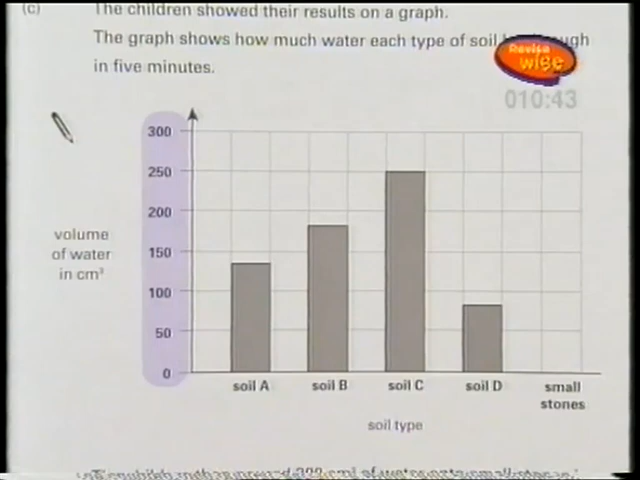 (c) The children showed their results on a graph.
The graph shows how much water each type of soil
in five minutes.
Revise
wise
010:43
300
250
200
150
100
50
0
volume
of water
in cm³
soil A
soil B
soil C
soil D
small
stones
soil type